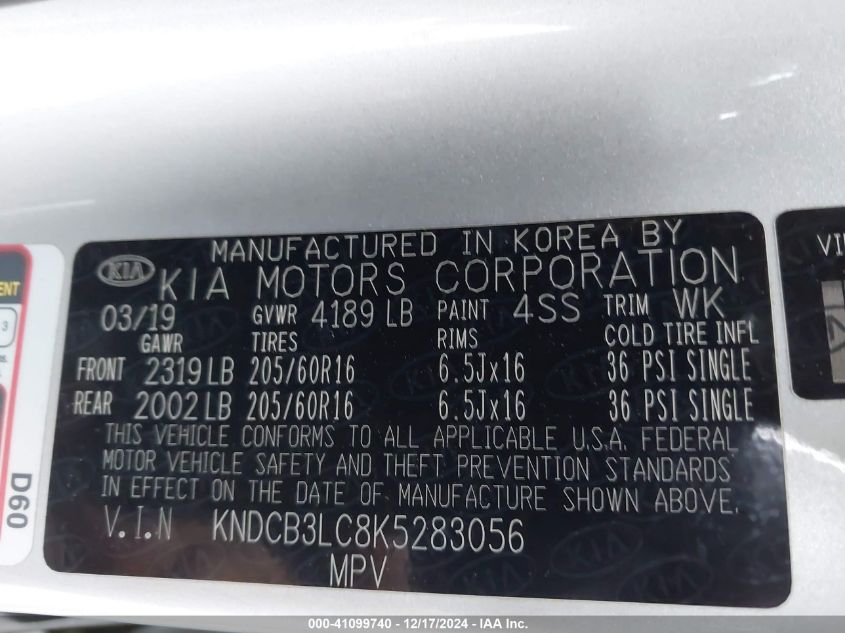 MANUFACTURED IN KOREA BY
KIA KIA MOTORS CORPORATION
03/19 GVWR 4189 LB PAINT 4SS TRIM WK
GAWR TIRES RIMS COLD TIRE INFL
FRONT 2319 LB 205/60R16 6.5Jx16 36 PSI SINGLE
REAR 2002 LB 205/60R16 6.5Jx16 36 PSI SINGLE
THIS VEHICLE CONFORMS TO ALL APPLICABLE U.S.A. FEDERAL
MOTOR VEHICLE SAFETY AND THEFT PREVENTION STANDARDS
IN EFFECT ON THE DATE OF MANUFACTURE SHOWN ABOVE.
V.I.N KNDCB3LC8K5283056
MPV
D60
000-41099740 - 12/17/2024 - IAA Inc.